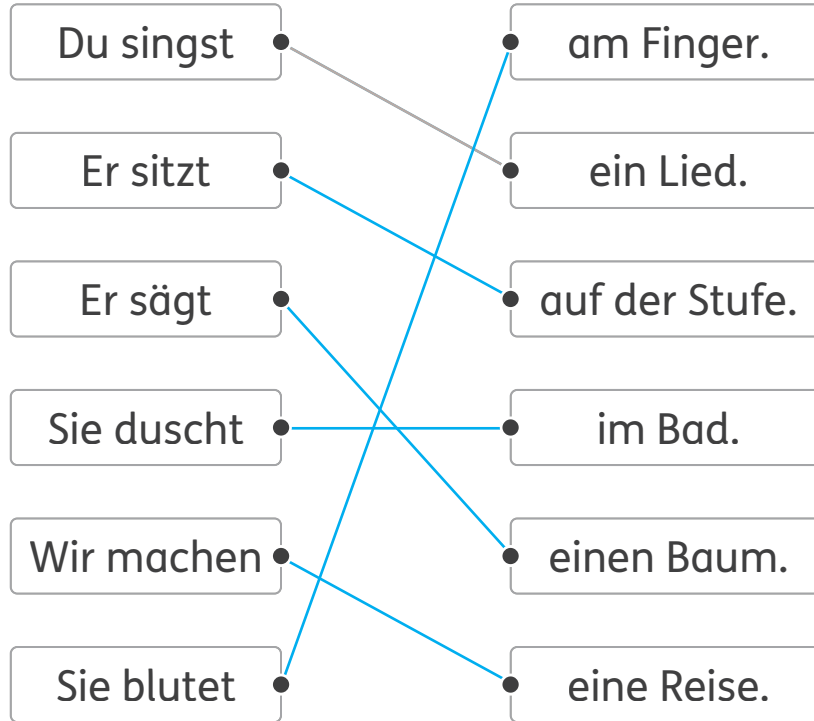 Du singst am Finger.
Er sitzt ein Lied.
Er sägt auf der Stufe.
Sie duscht im Bad.
Wir machen einen Baum.
Sie blutet eine Reise.